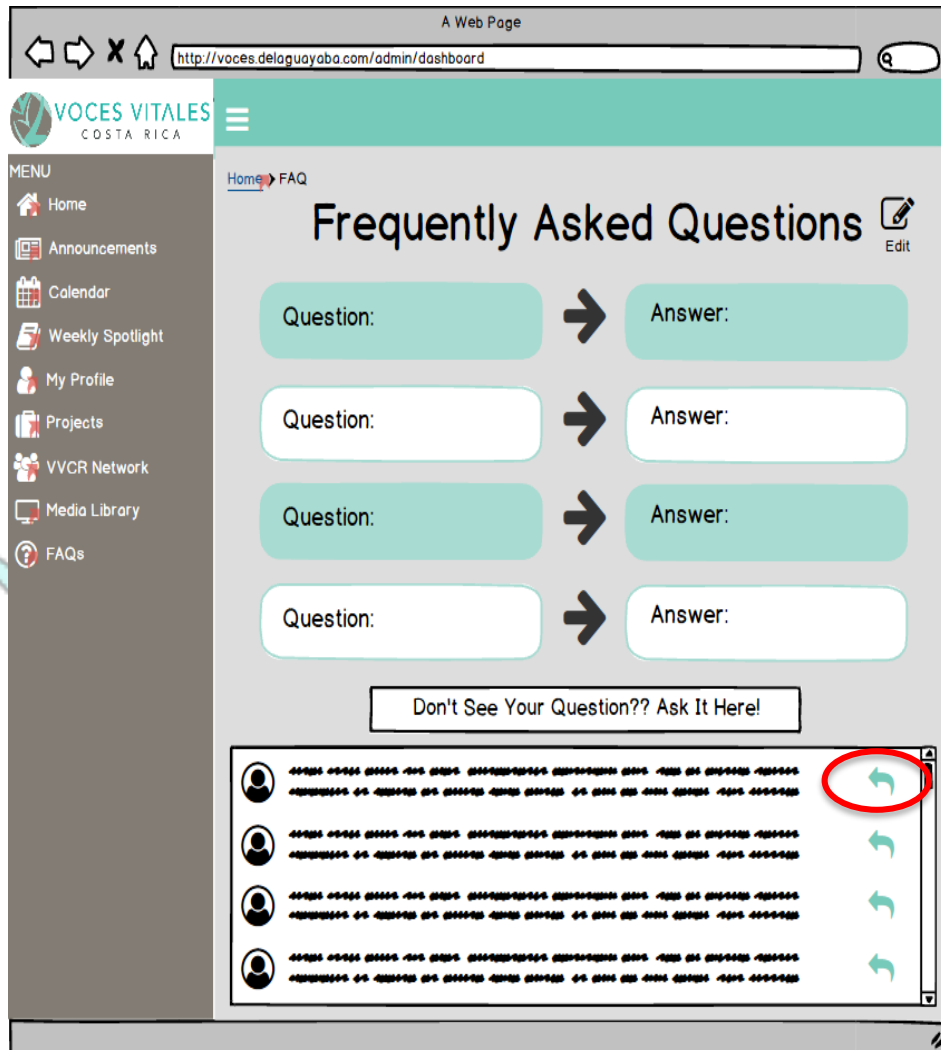 A Web Page
http://voces.delaguayaba.com/admin/dashboard
VOCES VITALES
COSTA RICA
MENU
Home
Announcements
Calendar
Weekly Spotlight
My Profile
Projects
VVCR Network
Media Library
FAQs
Home FAQ
Frequently Asked Questions
Edit
Question: Answer:
Question: Answer:
Question: Answer:
Question: Answer:
Don't See Your Question?? Ask It Here!